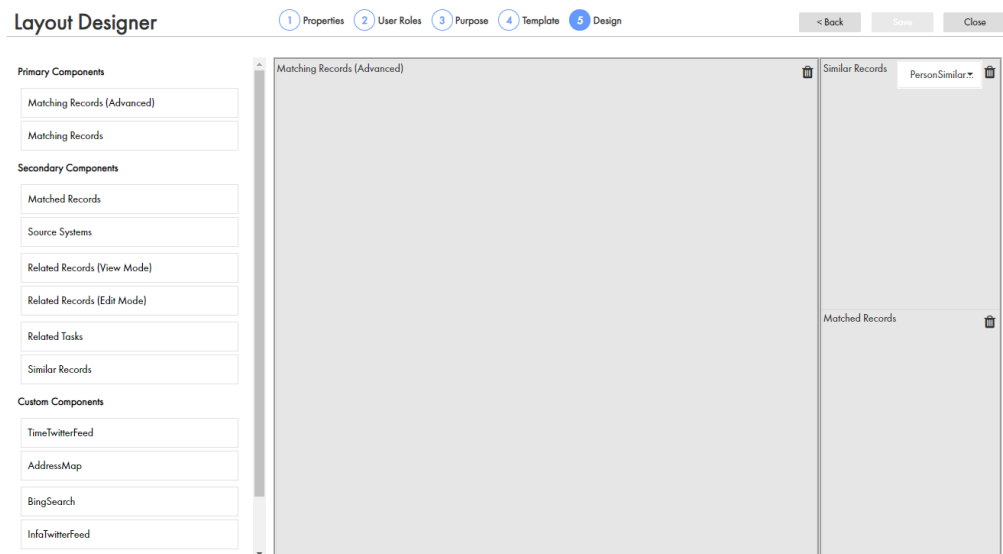 Layout Designer
1 Properties 2 User Roles 3 Purpose 4 Template 5 Design
< Back Save Close
Primary Components
Matching Records (Advanced)
Matching Records
Secondary Components
Matched Records
Source Systems
Related Records (View Mode)
Related Records (Edit Mode)
Related Tasks
Similar Records
Custom Components
TimeTwitterFeed
AddressMap
BingSearch
InfaTwitterFeed
Matching Records (Advanced)
Similar Records PersonSimilar...
Matched Records